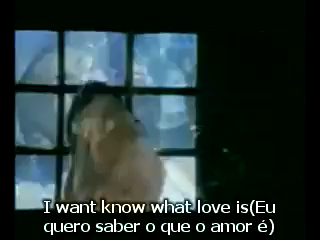 I want know what love is(Eu
quero saber o que o amor é)